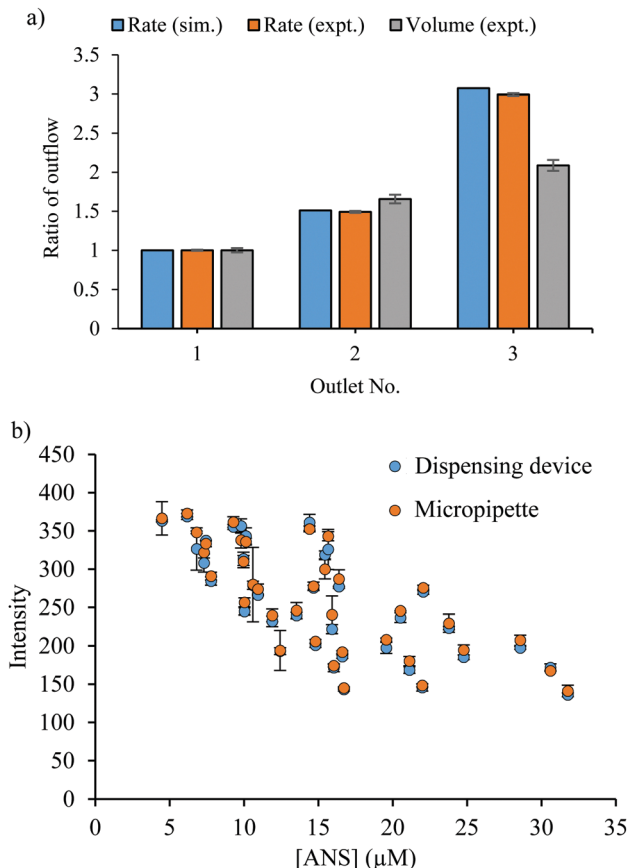 a)
Rate (sim.) Rate (expt.) Volume (expt.)
3.5
3
2.5
2
1.5
1
0.5
0
Ratio of outflow
1 2 3
Outlet No.
b)
450
400
350
300
250
200
150
100
50
0
Intensity
Dispensing device
Micropipette
0 5 10 15 20 25 30 35
[ANS] (µM)